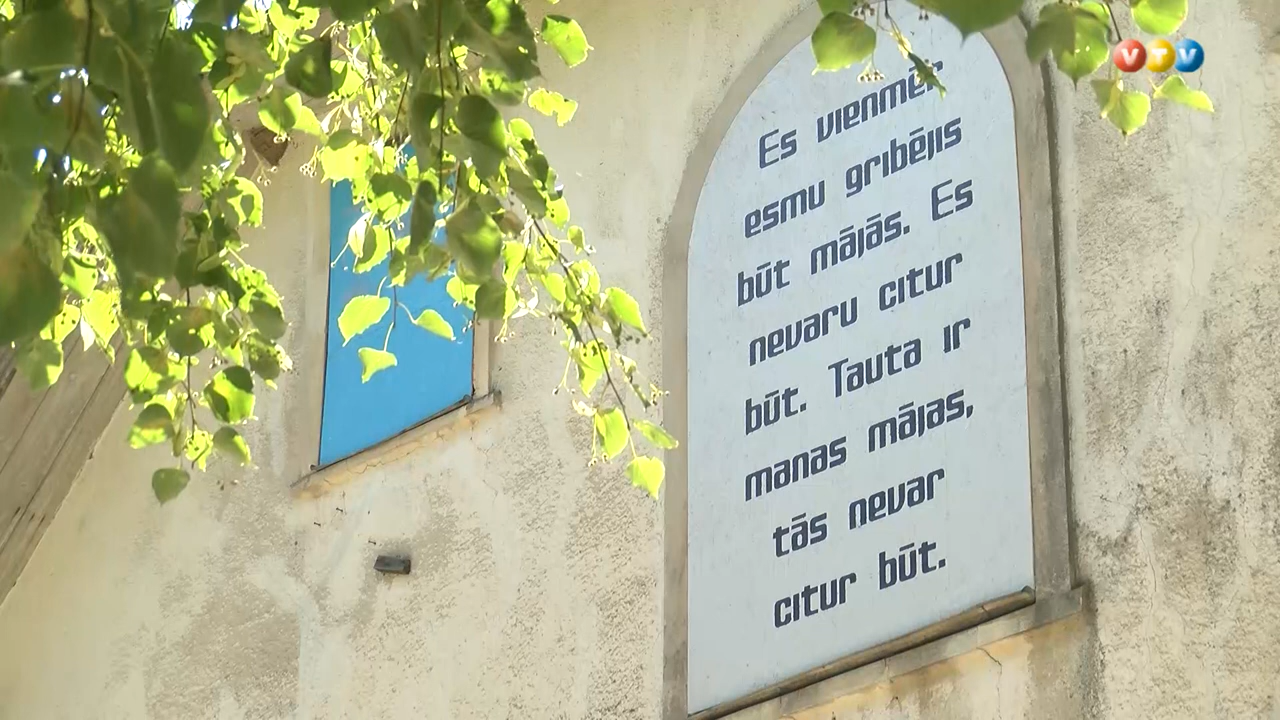 VTV
Es vienmēr
esmu gribējis
būt mājās. Es
nevaru citur
būt. Tauta ir
manas mājas,
tās nevar
citur būt.